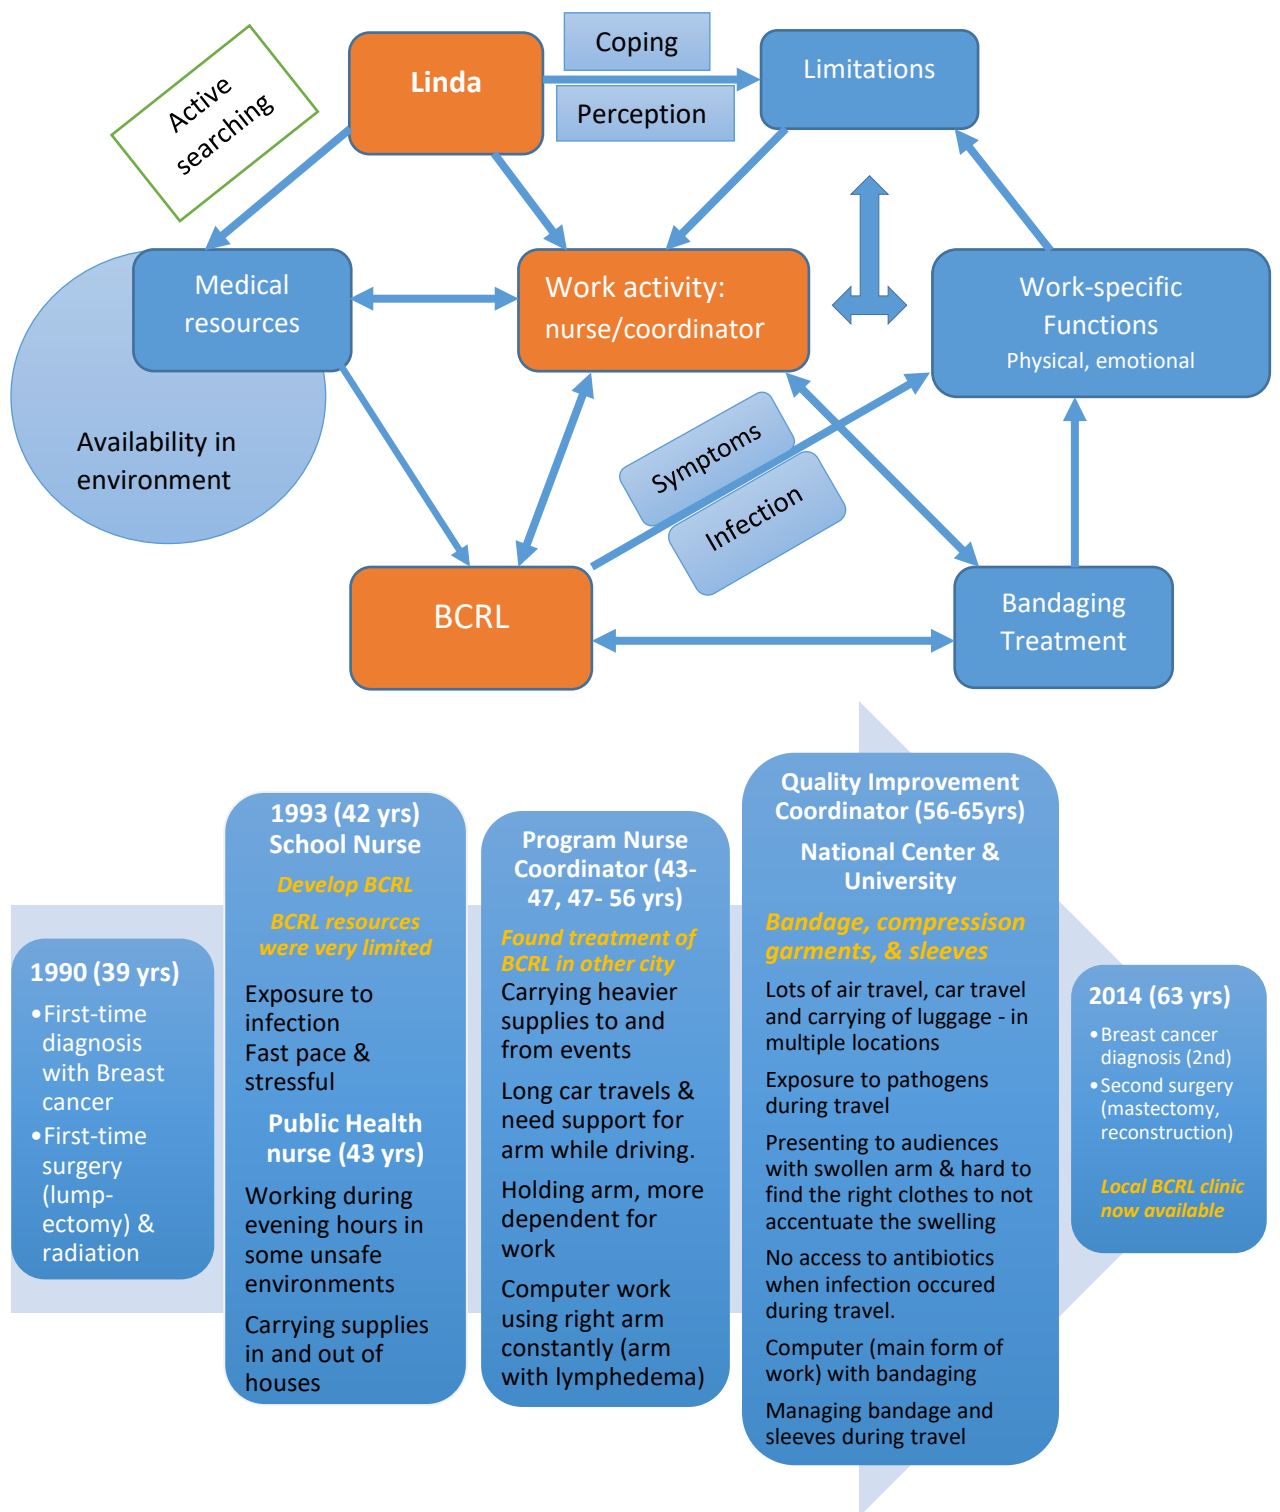 Linda
Coping
Perception
Limitations
Active
searching
Medical
resources
Availability in
environment
Work activity:
nurse/coordinator
Work-specific
Functions
Physical, emotional
Symptoms
Infection
BCRL
Bandaging
Treatment
1990 (39 yrs)
•First-time
diagnosis
with Breast
cancer
•First-time
surgery
(lump-
ectomy) &
radiation
1993 (42 yrs)
School Nurse
Develop BCRL
BCRL resources
were very limited
Exposure to
infection
Fast pace &
stressful
Public Health
nurse (43 yrs)
Working during
evening hours in
some unsafe
environments
Carrying supplies
in and out of
houses
Program Nurse
Coordinator (43-
47, 47- 56 yrs)
Found treatment of
BCRL in other city
Carrying heavier
supplies to and
from events
Long car travels &
need support for
arm while driving.
Holding arm, more
dependent for
work
Computer work
using right arm
constantly (arm
with lymphedema)
Quality Improvement
Coordinator (56-65yrs)
National Center &
University
Bandage, compressison
garments, & sleeves
Lots of air travel, car travel
and carrying of luggage - in
multiple locations
Exposure to pathogens
during travel
Presenting to audiences
with swollen arm & hard to
find the right clothes to not
accentuate the swelling
No access to antibiotics
when infection occured
during travel.
Computer (main form of
work) with bandaging
Managing bandage and
sleeves during travel
2014 (63 yrs)
•Breast cancer
diagnosis (2nd)
•Second surgery
(mastectomy,
reconstruction)
Local BCRL clinic
now available